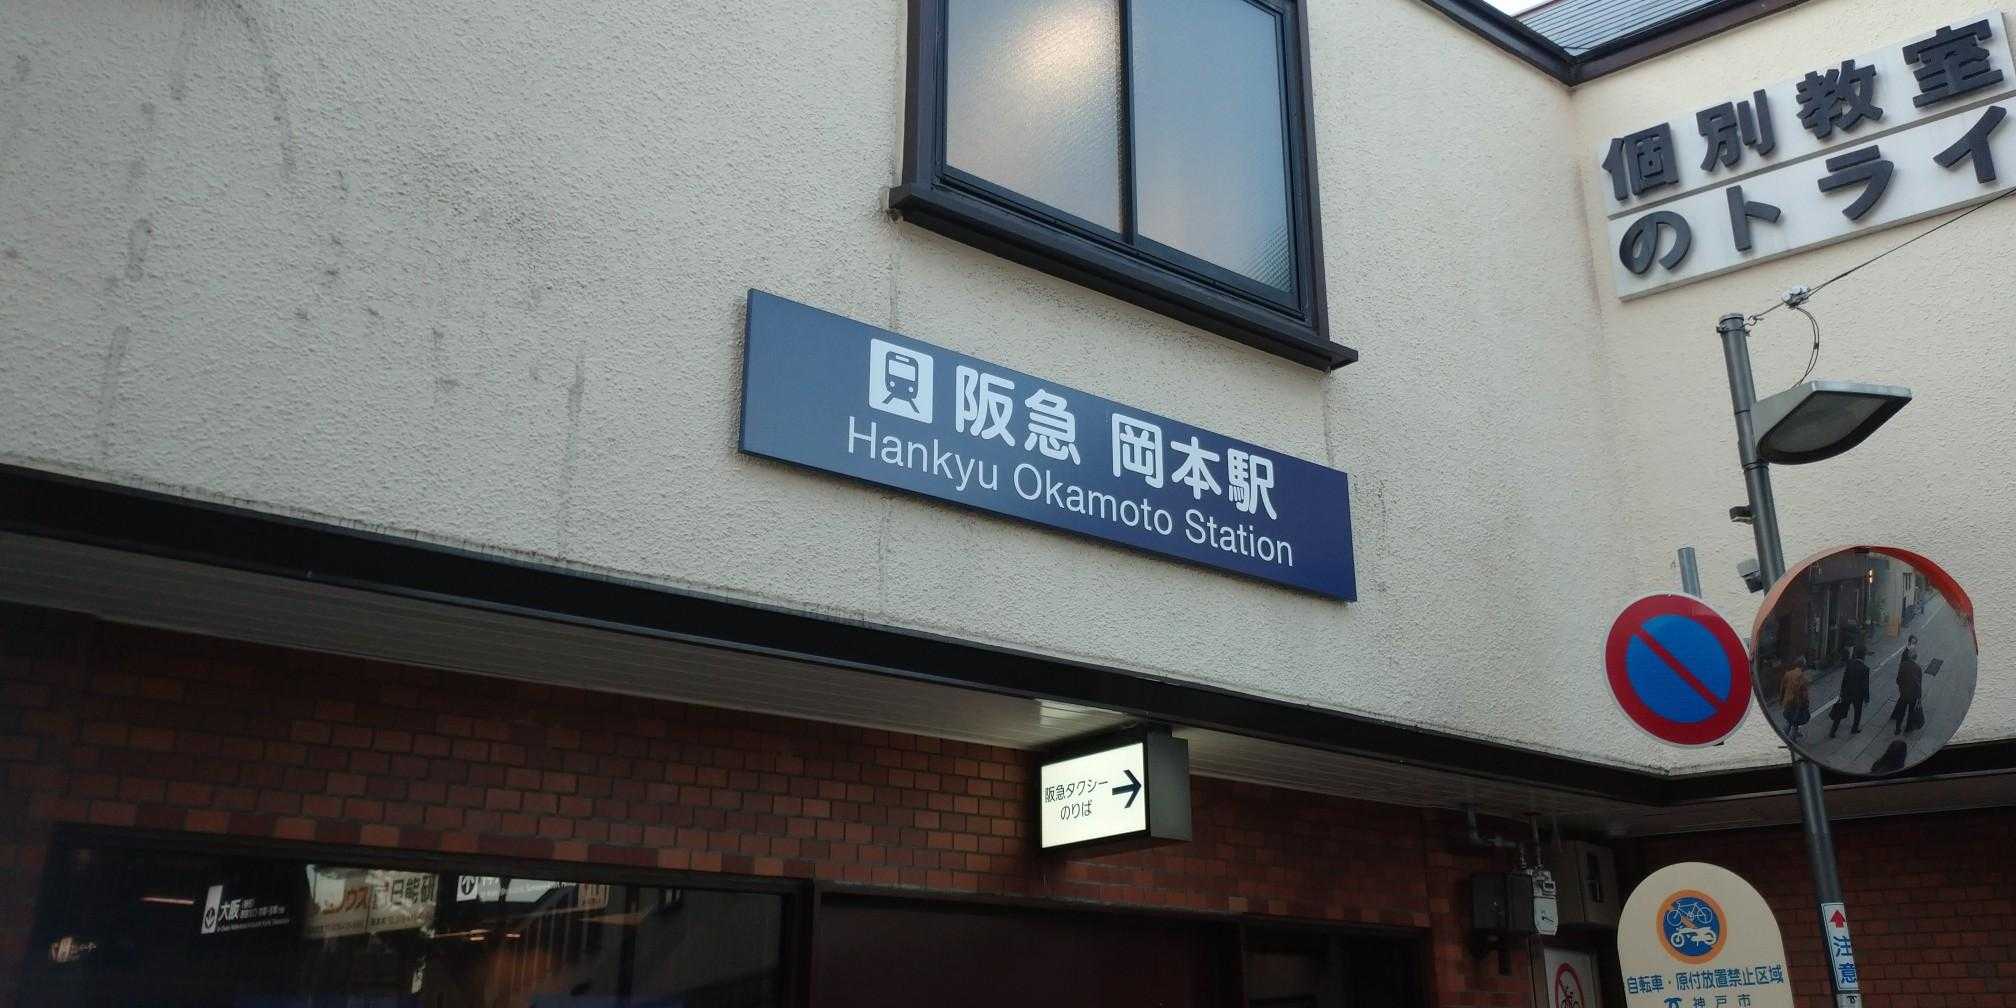 個別教室
のトライ
阪急 岡本駅
Hankyu Okamoto Station
阪急タクシー
のりば
大阪
注意
自転車・原付放置禁止区域
神戸市